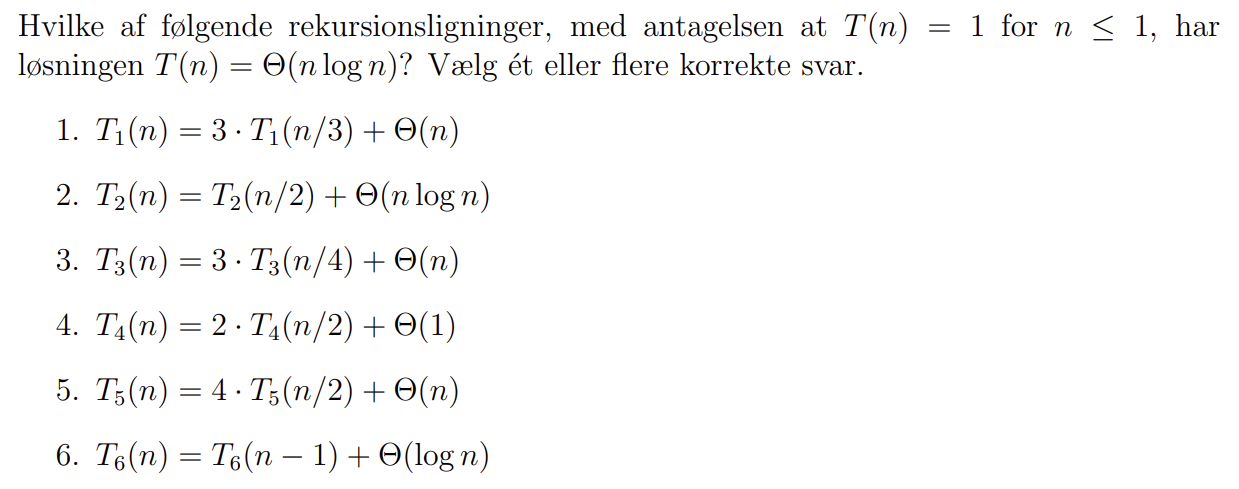 Hvilke af følgende rekursionsligninger, med antagelsen at T(n) = 1 for n ≤ 1, har
løsningen T(n) = Θ(n log n)? Vælg ét eller flere korrekte svar.
1. T₁(n) = 3 · T₁(n/3) + Θ(n)
2. T₂(n) = T₂(n/2) + Θ(n log n)
3. T₃(n) = 3 · T₃(n/4) + Θ(n)
4. T₄(n) = 2 · T₄(n/2) + Θ(1)
5. T₅(n) = 4 · T₅(n/2) + Θ(n)
6. T₆(n) = T₆(n − 1) + Θ(log n)